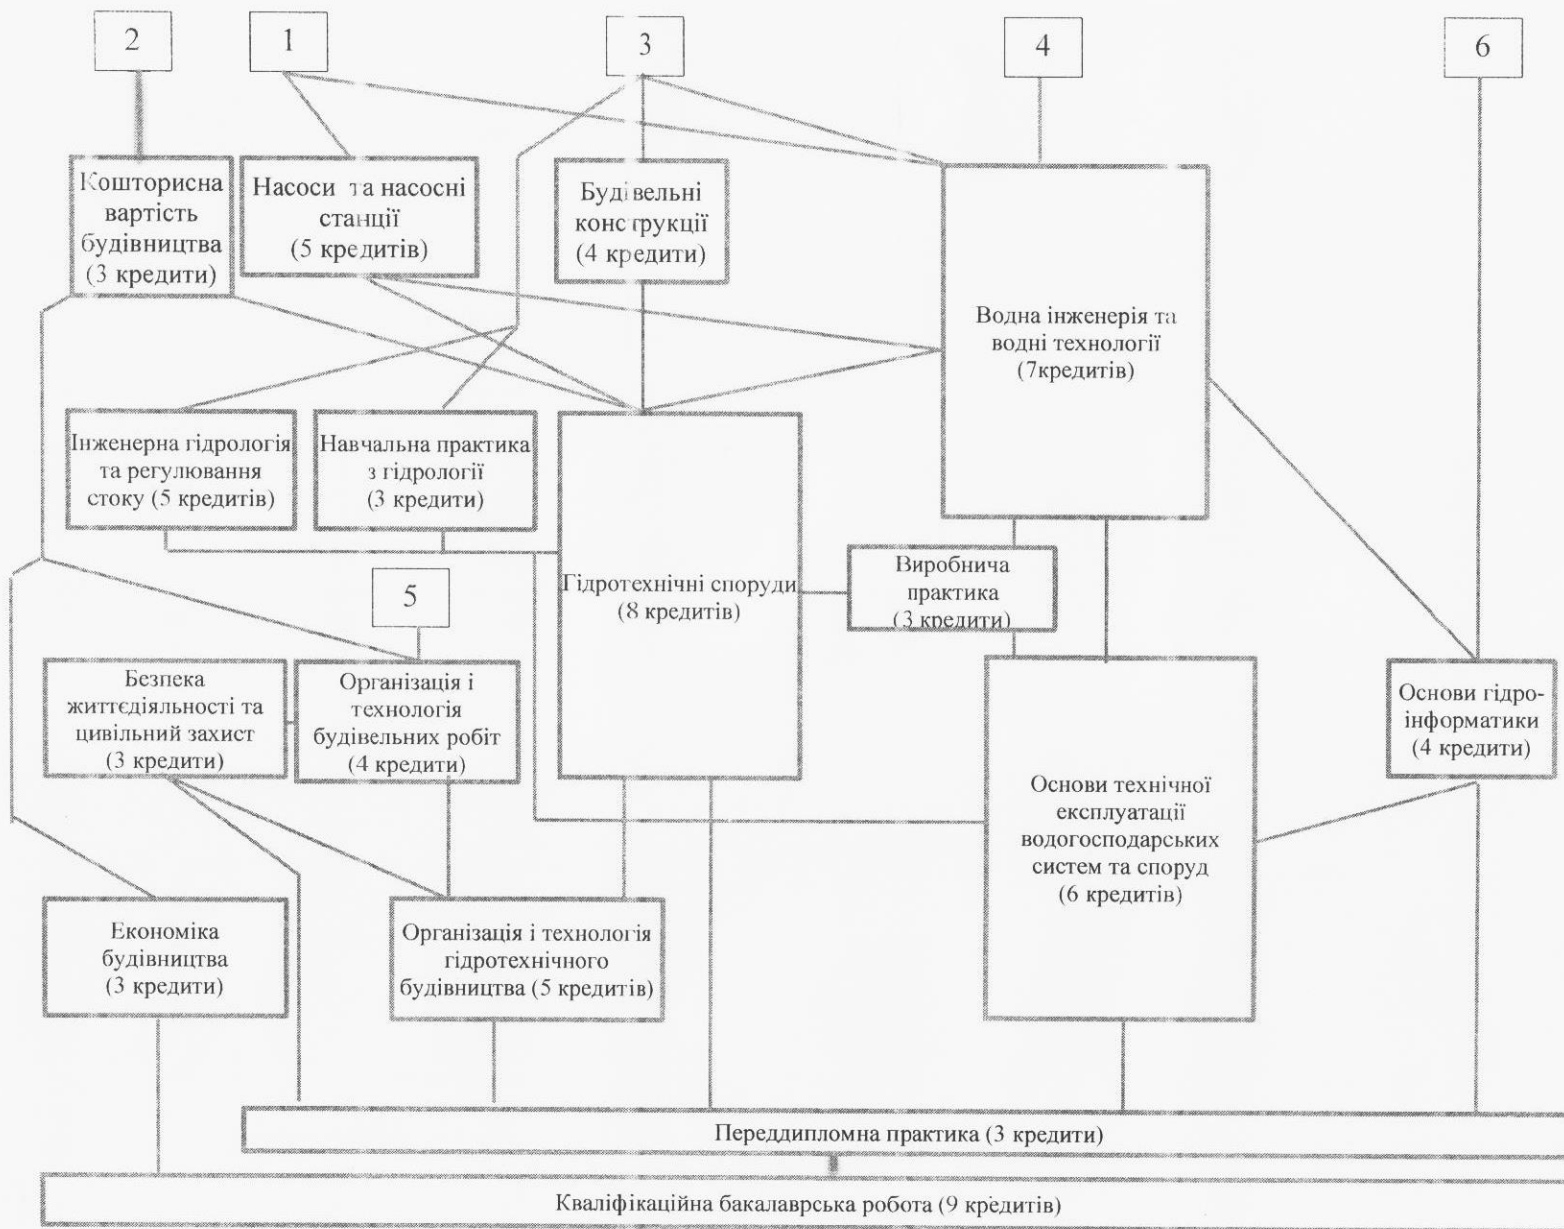 2
1
3
4
6
Кошторисна
вартість
будівництва
(3 кредити)
Насоси та насосні
станції
(5 кредитів)
Будівельні
конструкції
(4 кредити)
Водна інженерія та
водні технології
(7кредитів)
Інженерна гідрологія
та регулювання
стоку (5 кредитів)
Навчальна практика
з гідрології
(3 кредити)
Гідротехнічні споруди
(8 кредитів)
Виробнича
практика
(3 кредити)
5
Безпека
життєдіяльності та
цивільний захист
(3 кредити)
Організація і
технологія
будівельних робіт
(4 кредити)
Основи гідро-
інформатики
(4 кредити)
Основи технічної
експлуатації
водогосподарських
систем та споруд
(6 кредитів)
Економіка
будівництва
(3 кредити)
Організація і технологія
гідротехнічного
будівництва (5 кредитів)
Переддипломна практика (3 кредити)
Кваліфікаційна бакалаврська робота (9 кредитів)